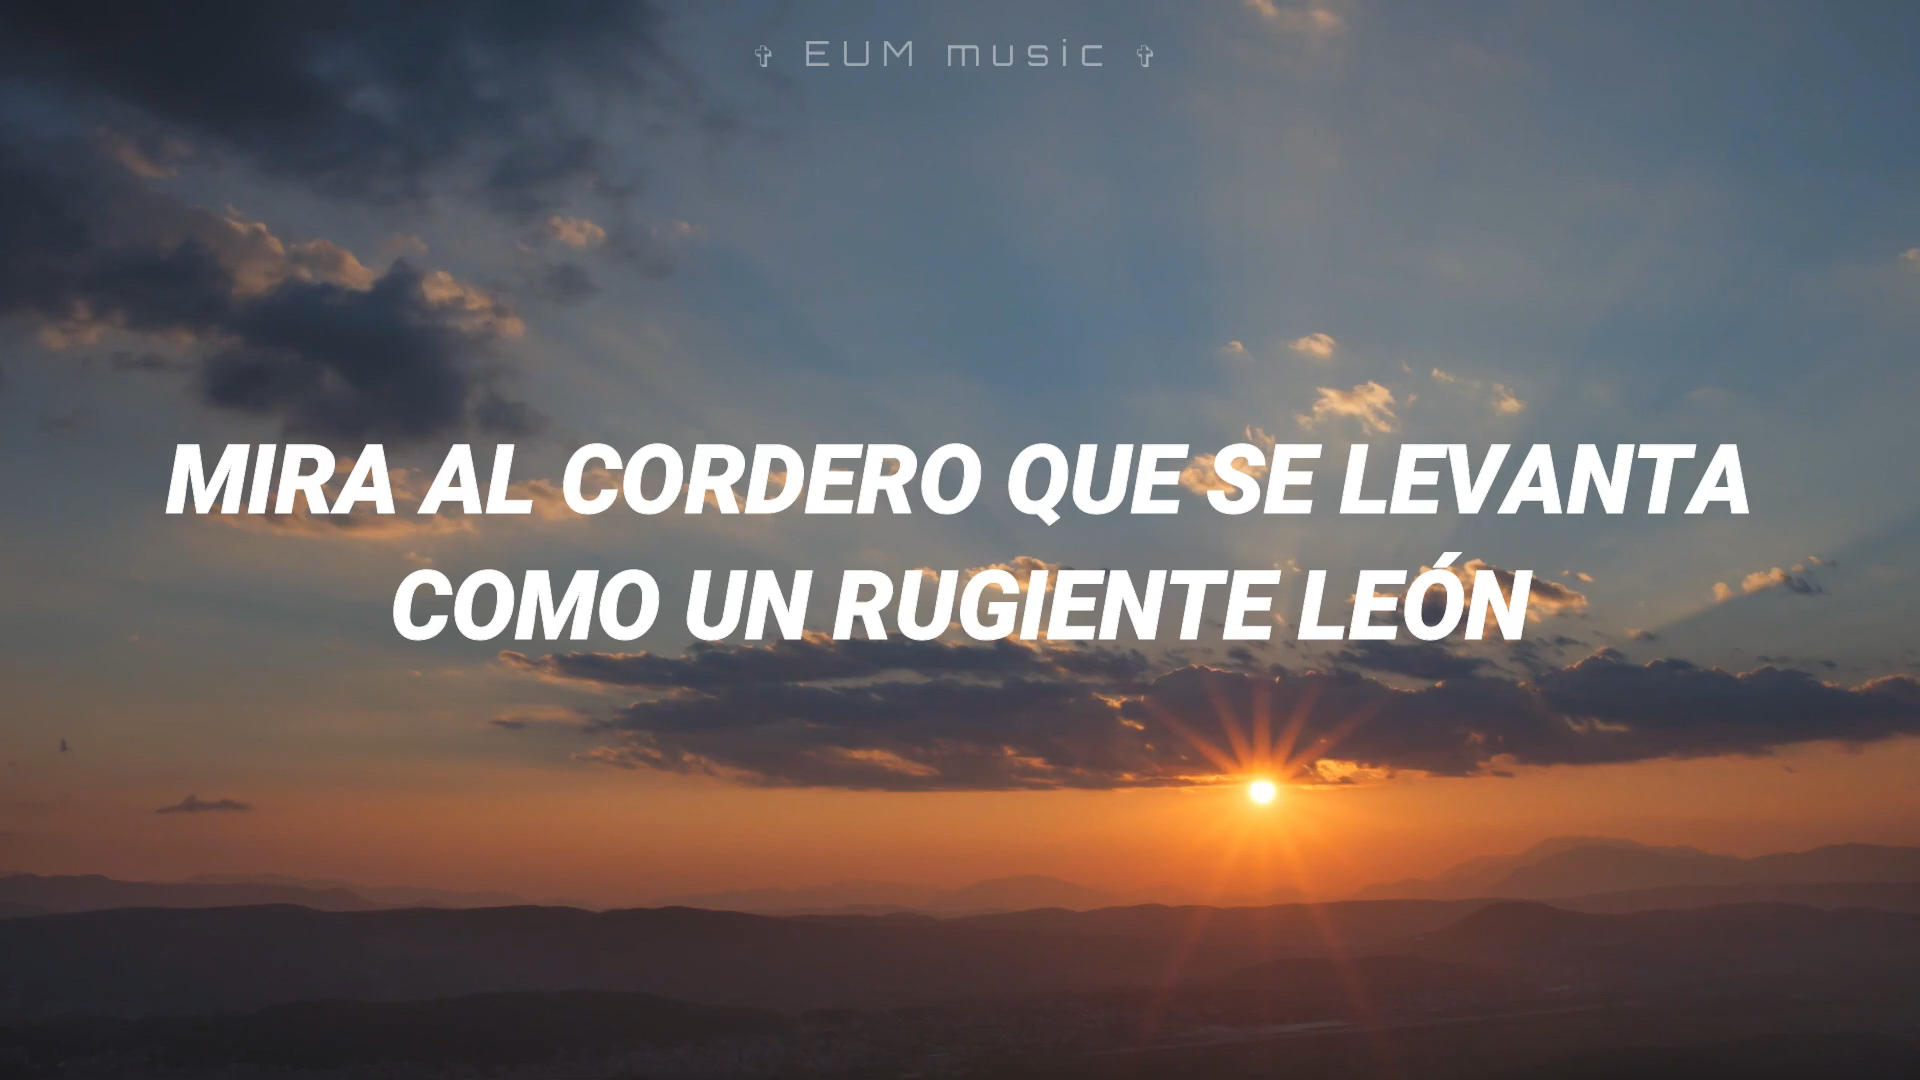 ✞ EUM music ✞
MIRA AL CORDERO QUE SE LEVANTA
COMO UN RUGIENTE LEÓN